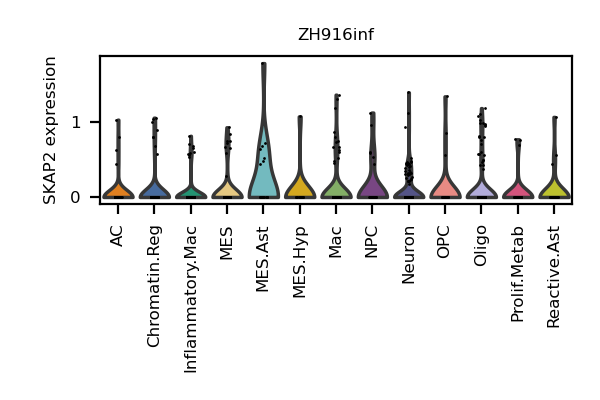 ZH916inf
SKAP2 expression
1
0
AC
Chromatin.Reg
Inflammatory.Mac
MES
MES.Ast
MES.Hyp
Mac
NPC
Neuron
OPC
Oligo
Prolif.Metab
Reactive.Ast